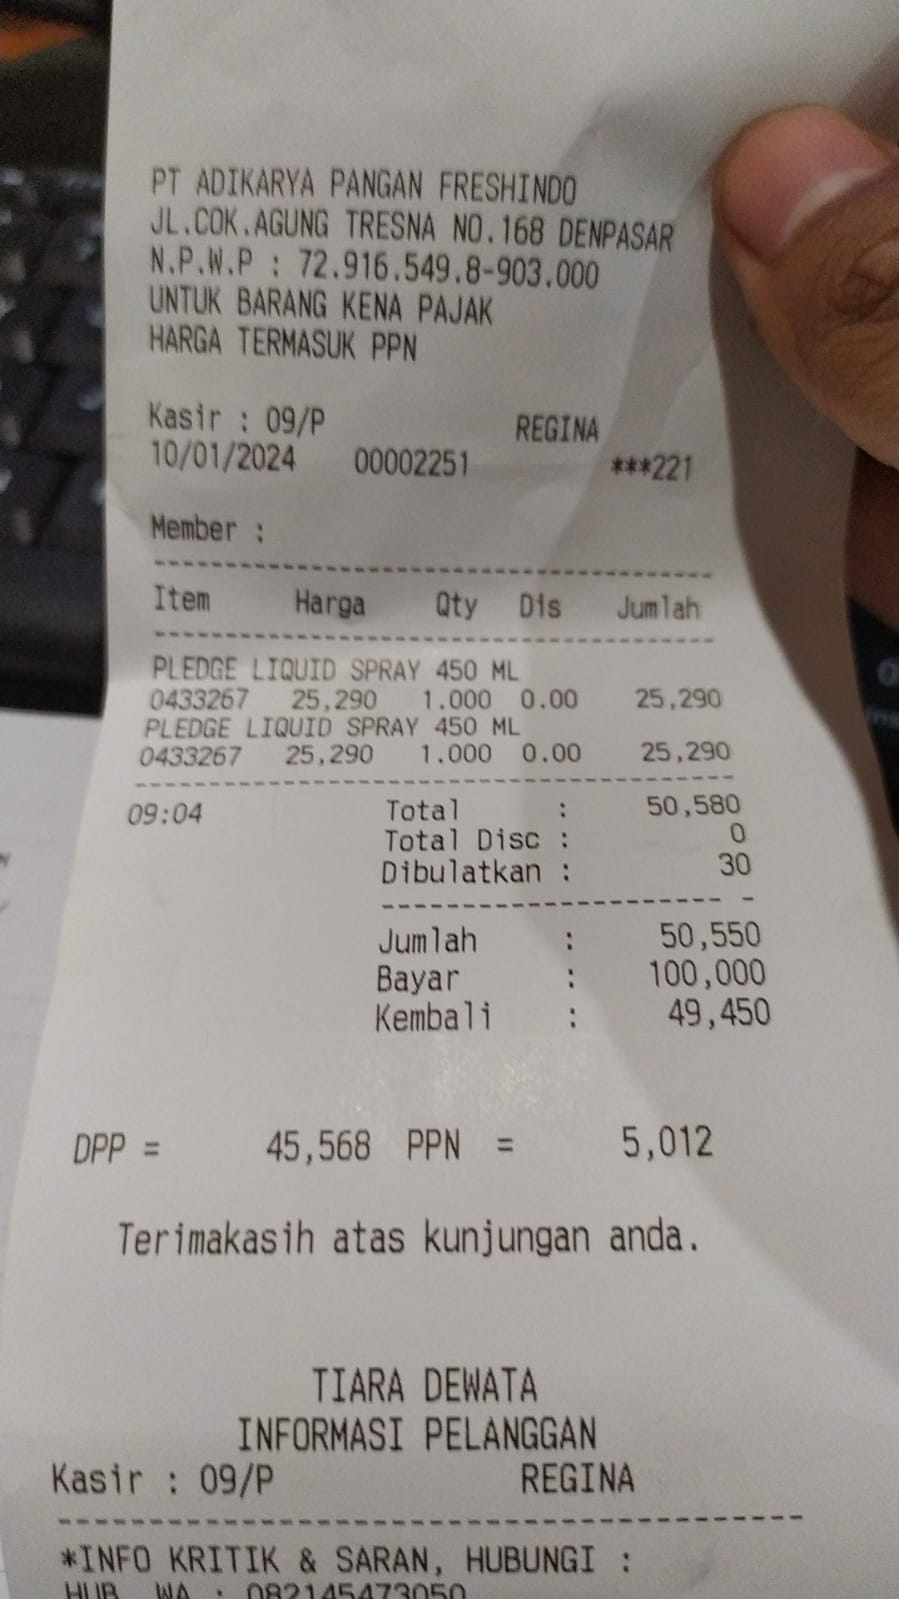 PT ADIKARYA PANGAN FRESHINDO
JL.COK.AGUNG TRESNA NO.168 DENPASAR
N.P.W.P : 72.916.549.8-903.000
UNTUK BARANG KENA PAJAK
HARGA TERMASUK PPN
Kasir : 09/P REGINA
10/01/2024 00002251 ***221
Member :
Item Harga Qty Dis Jumlah
PLEDGE LIQUID SPRAY 450 ML
0433267 25,290 1.000 0.00 25,290
PLEDGE LIQUID SPRAY 450 ML
0433267 25,290 1.000 0.00 25,290
09:04 Total : 50,580
Total Disc : 0
Dibulatkan : 30
Jumlah : 50,550
Bayar : 100,000
Kembali : 49,450
DPP = 45,568 PPN = 5,012
Terimakasih atas kunjungan anda.
TIARA DEWATA
INFORMASI PELANGGAN
Kasir : 09/P REGINA
*INFO KRITIK & SARAN, HUBUNGI :
HUB WA : 082145473050